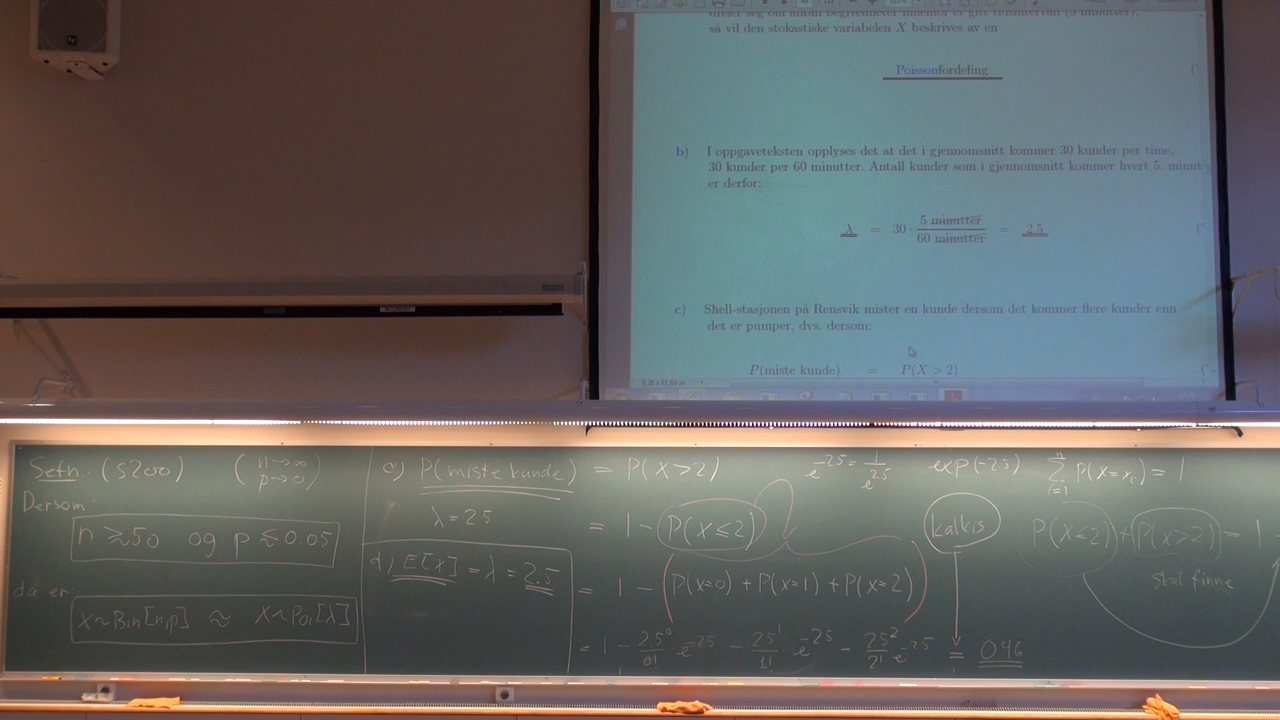 så vil den stokastiske variabelen X beskrives av en
Poissonfordeling
b) I oppgaveteksten opplyses det at det i gjennomsnitt kommer 30 kunder per time,
30 kunder per 60 minutter. Antall kunder som i gjennomsnitt kommer hvert 5. minut
er derfor:
λ = 30 · 5 minutter / 60 minutter = 2.5
c) Shell-stasjonen på Rensvik mister en kunde dersom det kommer flere kunder enn
det er pumper, dvs. dersom:
P(miste kunde) = P(X > 2)
Setn. (s200) (n→∞ p→0)
Dersom:
n ≳ 50 og p ≲ 0.05
da er:
X~Bin[n,p] ≈ X~Poi[λ]
c) P(miste kunde) = P(X>2)
λ = 2.5
= 1 - P(X≤2)
= 1 - (P(X=0) + P(X=1) + P(X=2))
= 1 - 2.5⁰/0! e^-2.5 - 2.5¹/1! e^-2.5 - 2.5²/2! e^-2.5 = 0.46
d) E[X] = λ = 2.5
e^-2.5 = 1/e^2.5
exp(-2.5)
kalkis
∑ⁿᵢ₌₁ P(X=xᵢ) = 1
P(X≤2) + P(X>2) = 1
skal finne